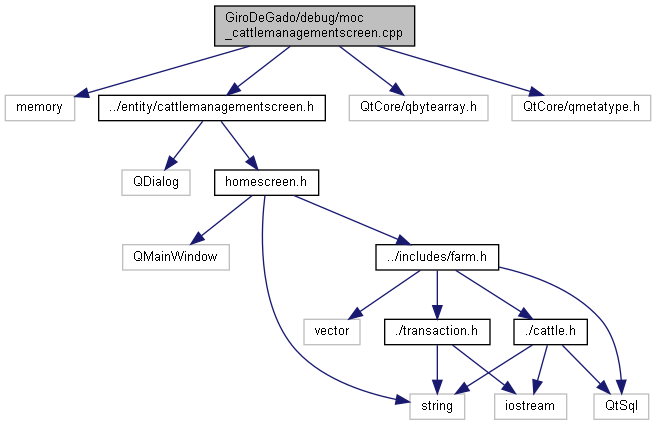 GiroDeGado/debug/moc
_cattlemanagementscreen.cpp
memory
../entity/cattlemanagementscreen.h
QtCore/qbytearray.h
QtCore/qmetatype.h
QDialog
homescreen.h
QMainWindow
../includes/farm.h
vector
./transaction.h
./cattle.h
string
iostream
QtSql